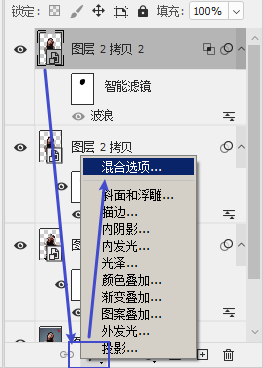 锁定: 填充: 100%
图层 2 拷贝 2
智能滤镜
波浪
图层 2 拷贝
混合选项...
斜面和浮雕...
描边...
内阴影...
内发光...
光泽...
颜色叠加...
渐变叠加...
图案叠加...
外发光...
投影...